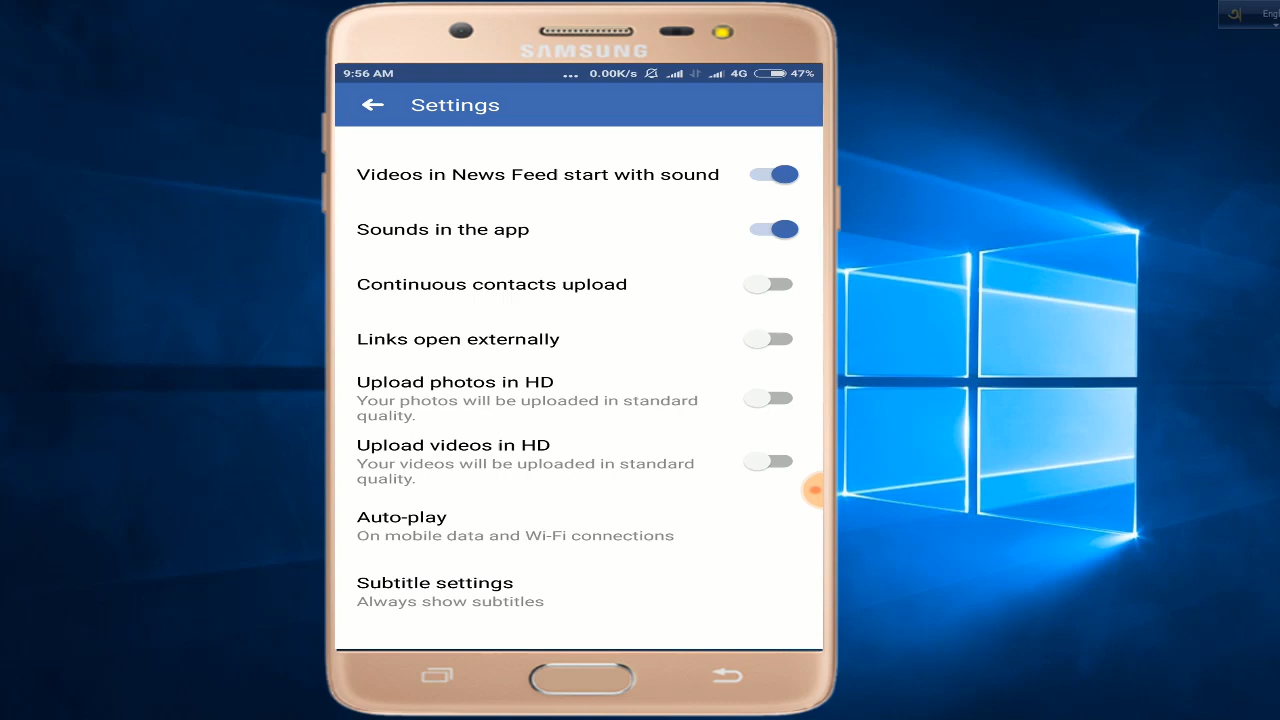 Engl
SAMSUNG
9:56 AM ... 0.00K/s 4G 47%
Settings
Videos in News Feed start with sound
Sounds in the app
Continuous contacts upload
Links open externally
Upload photos in HD
Your photos will be uploaded in standard
quality.
Upload videos in HD
Your videos will be uploaded in standard
quality.
Auto-play
On mobile data and Wi-Fi connections
Subtitle settings
Always show subtitles